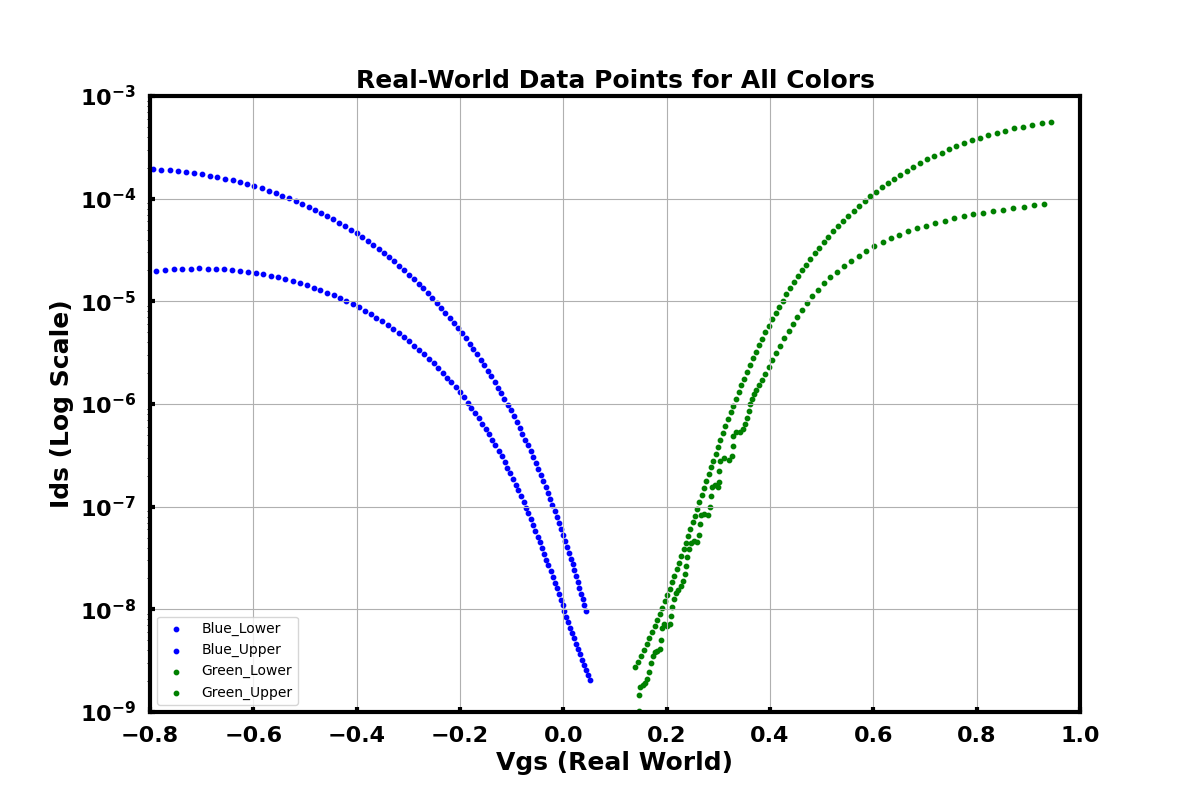 Real-World Data Points for All Colors
10⁻³
10⁻⁴
10⁻⁵
10⁻⁶
10⁻⁷
10⁻⁸
10⁻⁹
Ids (Log Scale)
Blue_Lower
Blue_Upper
Green_Lower
Green_Upper
−0.8 −0.6 −0.4 −0.2 0.0 0.2 0.4 0.6 0.8 1.0
Vgs (Real World)